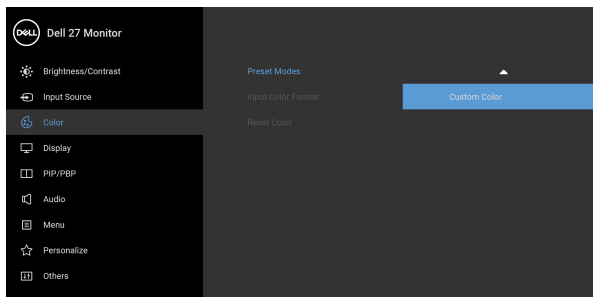 DELL Dell 27 Monitor
Brightness/Contrast
Input Source
Color
Display
PIP/PBP
Audio
Menu
Personalize
Others
Preset Modes
Input Color Format
Reset Color
Custom Color